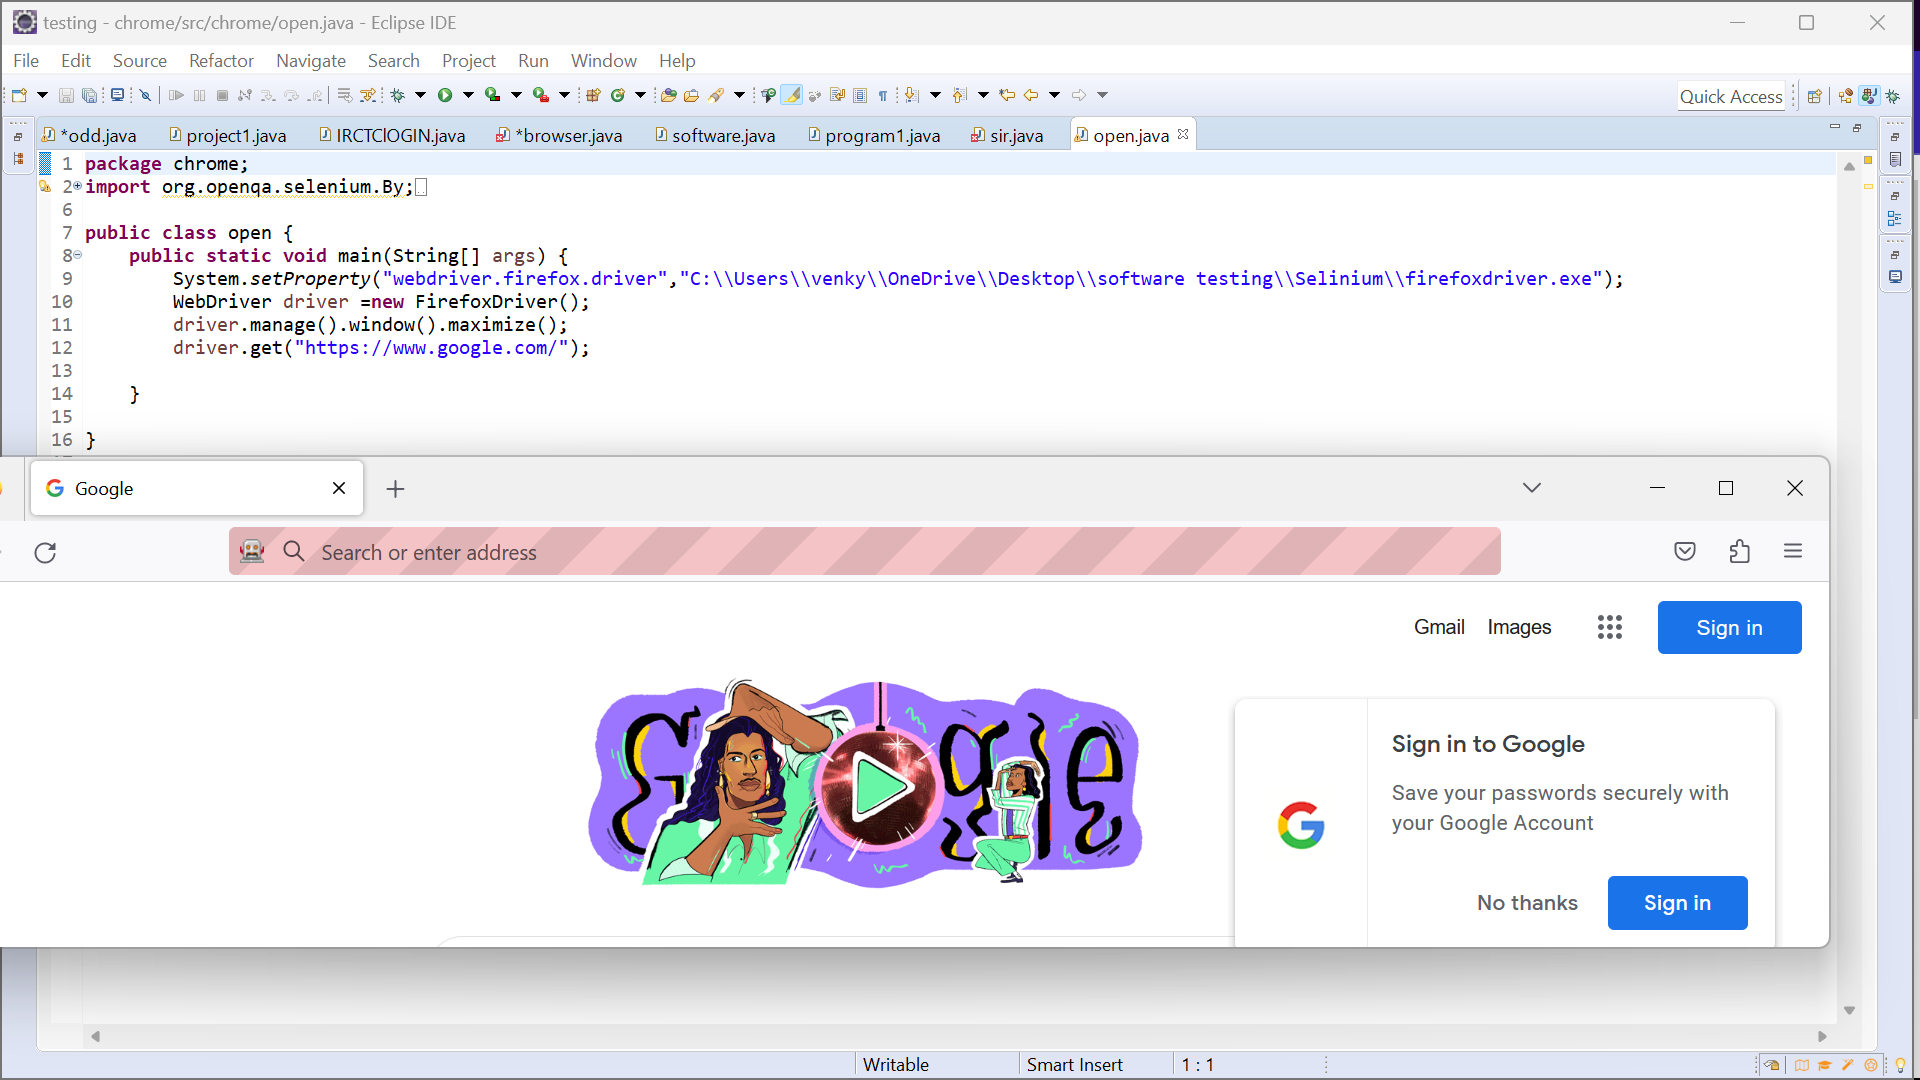 testing - chrome/src/chrome/open.java - Eclipse IDE
File Edit Source Refactor Navigate Search Project Run Window Help
Quick Access
*odd.java project1.java IRCTClOGIN.java *browser.java software.java program1.java sir.java open.java
1 package chrome;
2 import org.openqa.selenium.By;
6
7 public class open {
8 public static void main(String[] args) {
9 System.setProperty("webdriver.firefox.driver","C:\\Users\\venky\\OneDrive\\Desktop\\software testing\\Selinium\\firefoxdriver.exe");
10 WebDriver driver =new FirefoxDriver();
11 driver.manage().window().maximize();
12 driver.get("https://www.google.com/");
13
14 }
15
16 }
Google
Search or enter address
Gmail Images Sign in
Google
Sign in to Google
Save your passwords securely with
your Google Account
No thanks Sign in
Writable Smart Insert 1 : 1